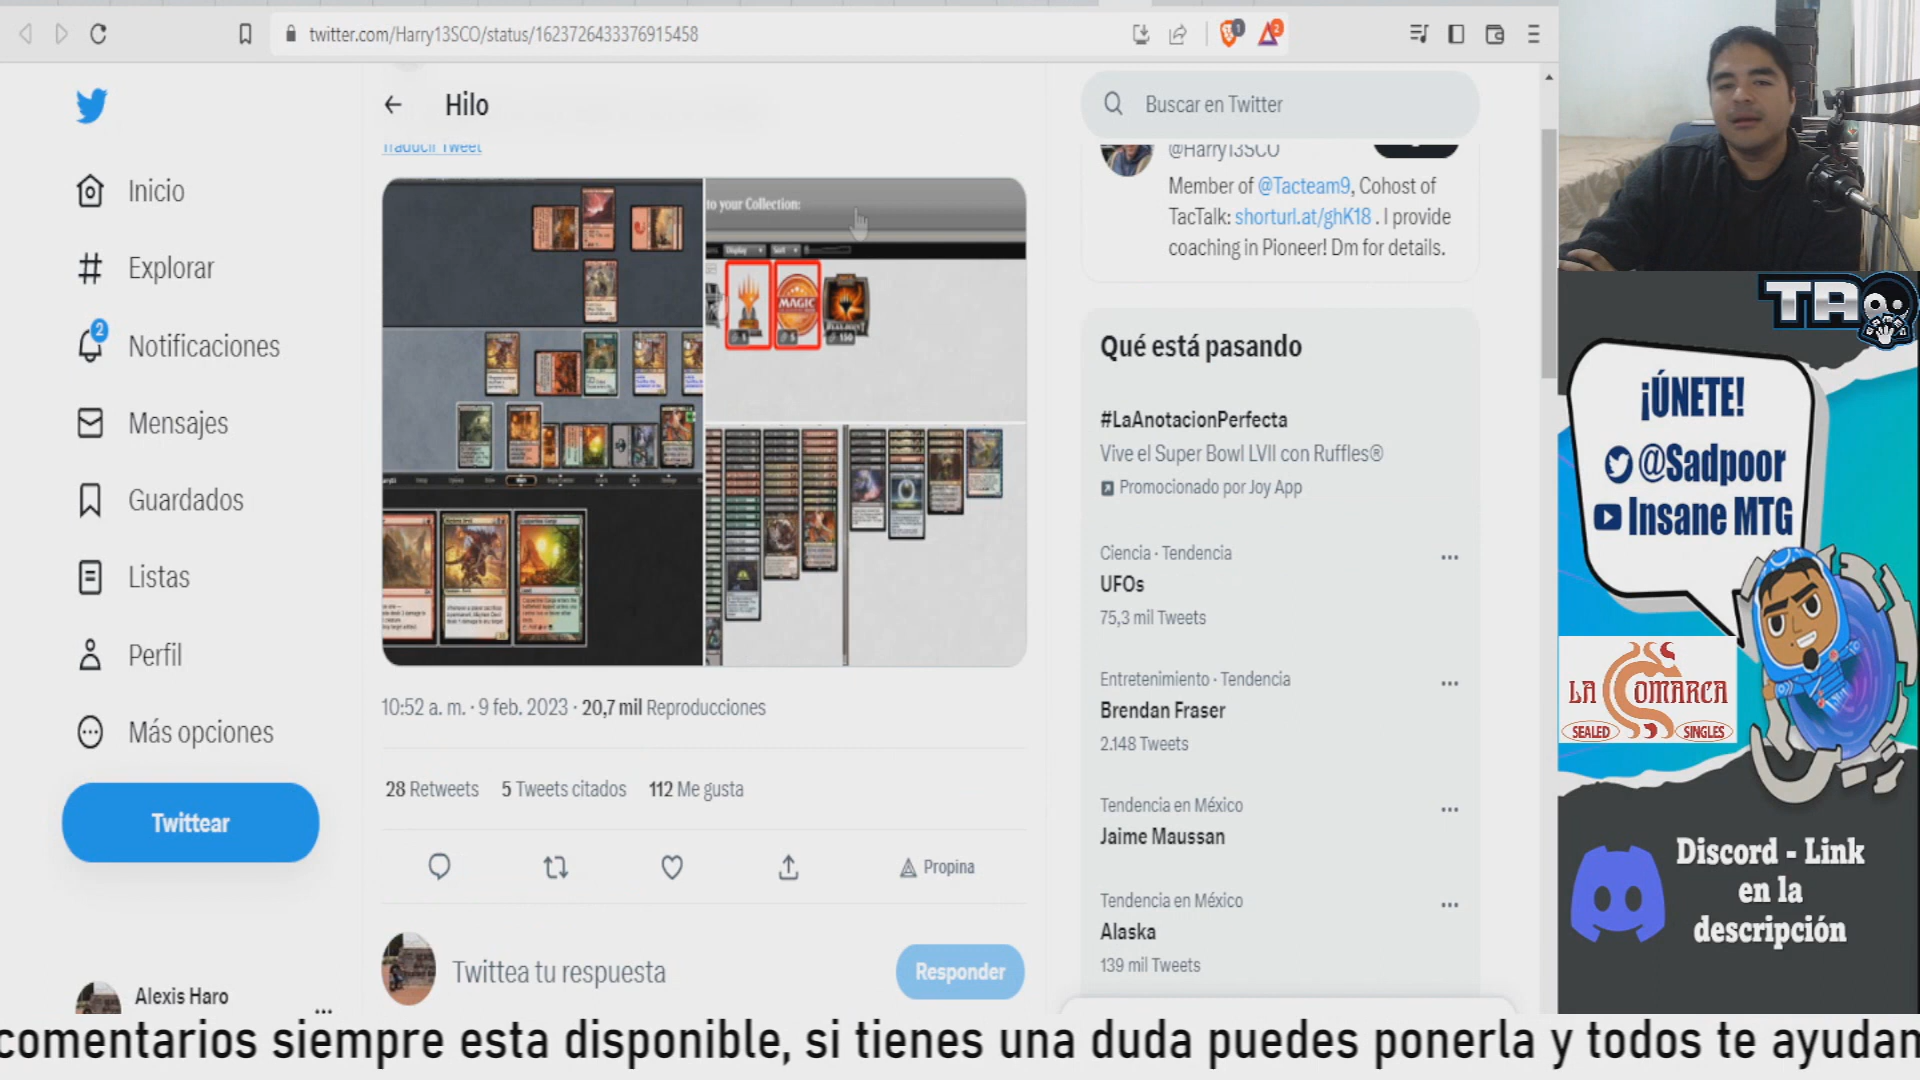 twitter.com/Harry13SCO/status/1623726433376915458
1
2
Hilo
Traducir Tweet
Inicio
Explorar
2
Notificaciones
Mensajes
Guardados
Listas
Perfil
Más opciones
Twittear
Alexis Haro
to your Collection:
Display
Sort
MAGIC
10:52 a. m. · 9 feb. 2023 · 20,7 mil Reproducciones
28 Retweets 5 Tweets citados 112 Me gusta
Propina
Twittea tu respuesta
Responder
Buscar en Twitter
@Harry13SCO
Member of @Tacteam9, Cohost of
TacTalk: shorturl.at/ghK18 . I provide
coaching in Pioneer! Dm for details.
Qué está pasando
#LaAnotacionPerfecta
Vive el Super Bowl LVII con Ruffles®
Promocionado por Joy App
Ciencia · Tendencia
UFOs
75,3 mil Tweets
Entretenimiento · Tendencia
Brendan Fraser
2.148 Tweets
Tendencia en México
Jaime Maussan
Tendencia en México
Alaska
139 mil Tweets
¡ÚNETE!
@Sadpoor
Insane MTG
LA COMARCA
SEALED SINGLES
Discord - Link
en la
descripción
comentarios siempre esta disponible, si tienes una duda puedes ponerla y todos te ayudan